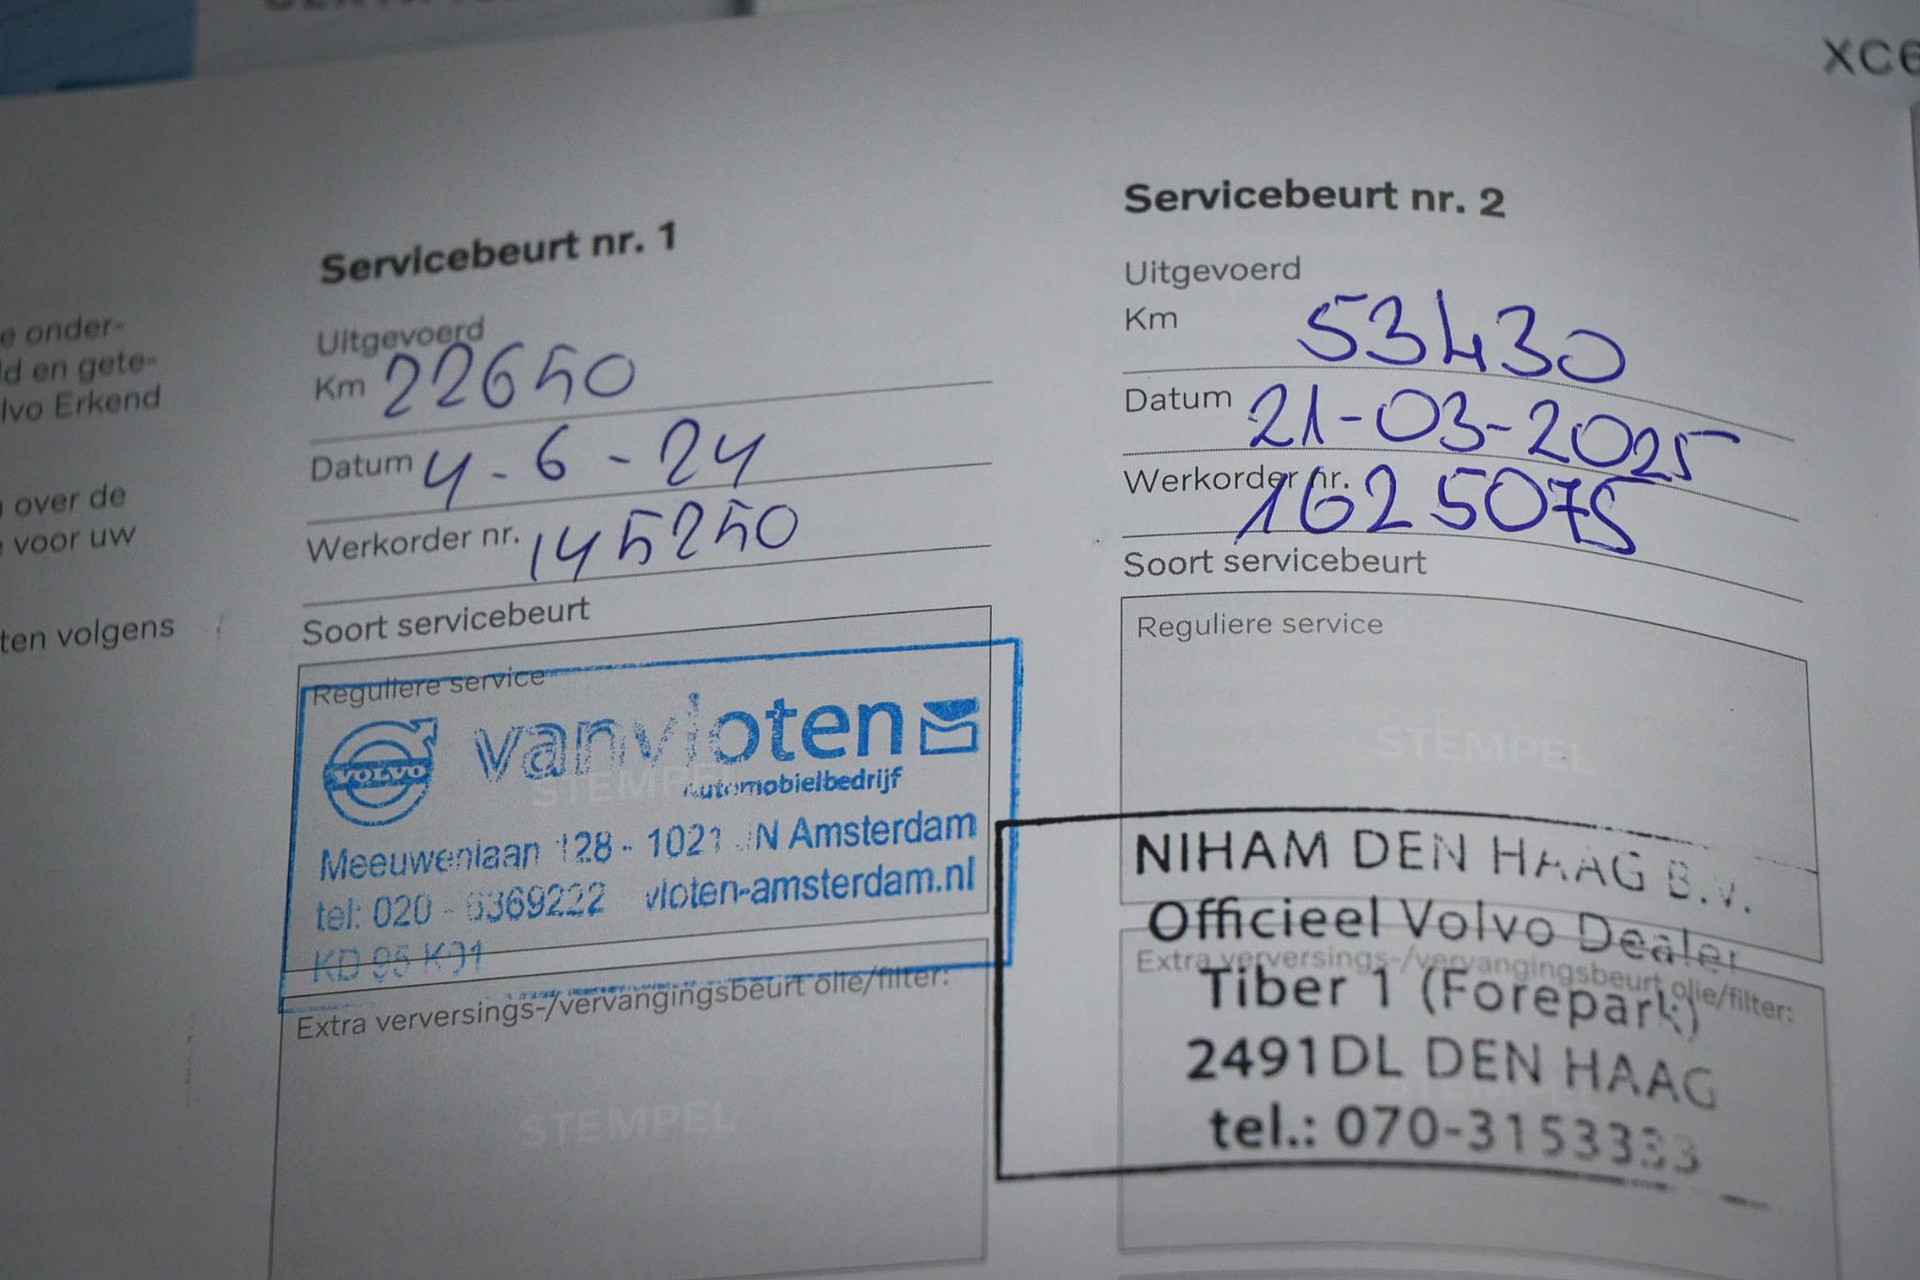 XC6
e onder-
ld en gete-
lvo Erkend
over de
voor uw
ten volgens
Servicebeurt nr. 1
Uitgevoerd
Km 22650
Datum 4-6-24
Werkorder nr. 145250
Soort servicebeurt
Reguliere service
VOLVO vanvloten
Automobielbedrijf
STEMPEL
Meeuwenlaan 128 - 1021 JN Amsterdam
tel: 020 - 6369222 vloten-amsterdam.nl
Extra verversings-/vervangingsbeurt olie/filter:
STEMPEL
Servicebeurt nr. 2
Uitgevoerd
Km 53430
Datum 21-03-2025
Werkorder nr. 1625075
Soort servicebeurt
Reguliere service
STEMPEL
NIHAM DEN HAAG B.V.
Officieel Volvo Dealer
Extra verversings-/vervangingsbeurt olie/filter:
Tiber 1 (Forepark)
2491DL DEN HAAG
tel.: 070-3153333